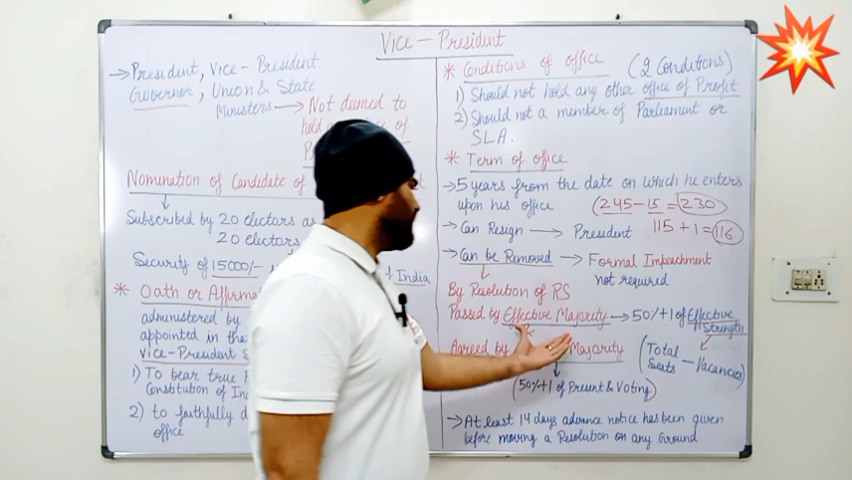 Vice - President
→ President, Vice-President
Governor, Union & State
Ministers → Not deemed to
hold
Nomination of Candidate of
Subscribed by 20 electors as
20 electors
Security of 15000/-
India
* Oath or Affirma
administered by
appointed in the
Vice-President
1) To bear true
Constitution of In
2) to faithfully d
office
* Conditions of office (2 Conditions)
1) Should not hold any other office of Profit
2) Should not a member of Parliament or
SLA.
* Term of office
→ 5 years from the date on which he enters
upon his office (245-15 = 230
→ Can Resign → President 115 + 1 = 116
→ Can be Removed → Formal Impeachment
not required
By Resolution of RS
Passed by Effective Majority → 50%+1 of Effective
Strength
Agreed by Majority (Total Seats - Vacancies)
(50%+1 of Present & Voting)
→ At least 14 days advance notice has been given
before moving a Resolution on any Ground